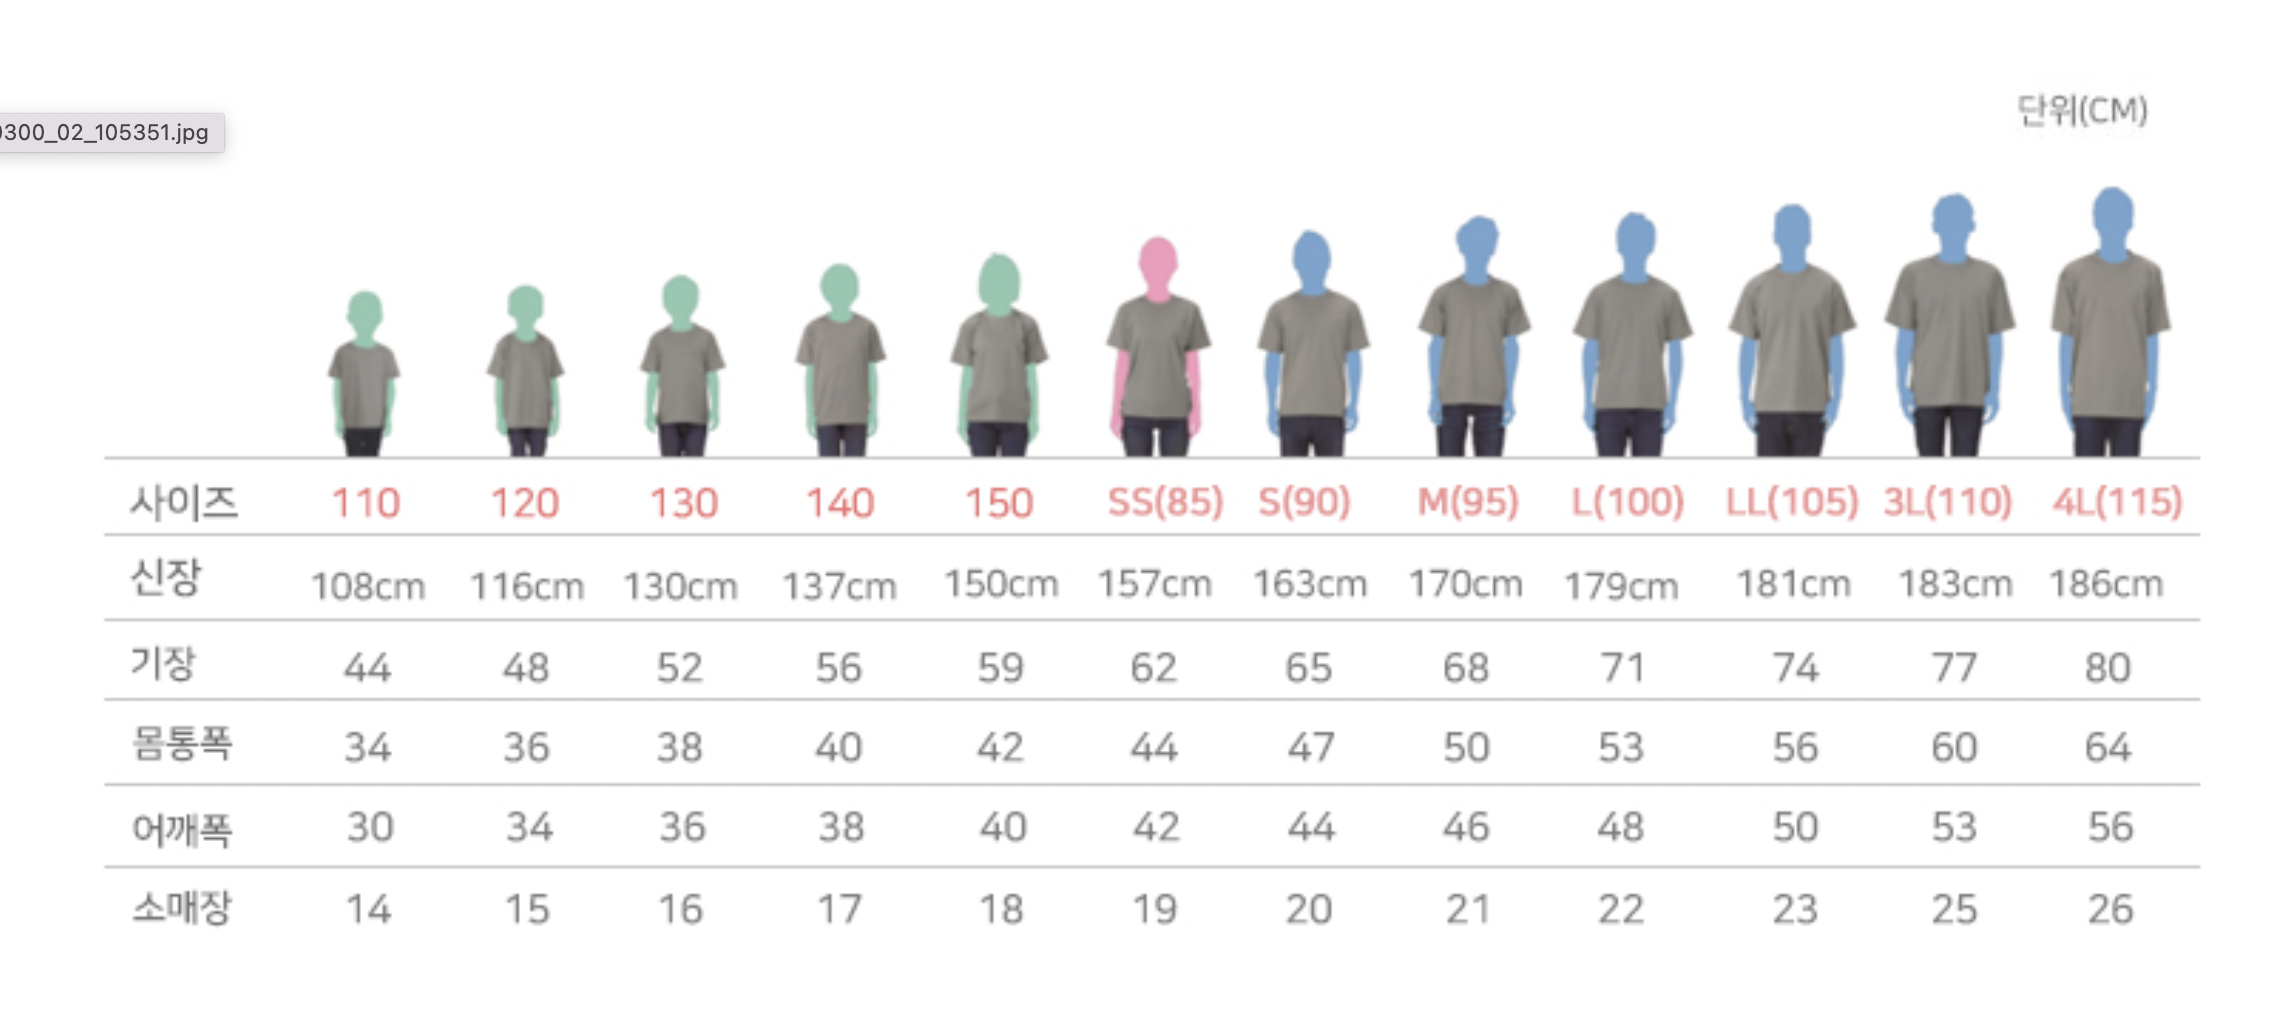 단위(CM)
0300_02_105351.jpg
사이즈 110 120 130 140 150 SS(85) S(90) M(95) L(100) LL(105) 3L(110) 4L(115)
신장 108cm 116cm 130cm 137cm 150cm 157cm 163cm 170cm 179cm 181cm 183cm 186cm
기장 44 48 52 56 59 62 65 68 71 74 77 80
몸통폭 34 36 38 40 42 44 47 50 53 56 60 64
어깨폭 30 34 36 38 40 42 44 46 48 50 53 56
소매장 14 15 16 17 18 19 20 21 22 23 25 26